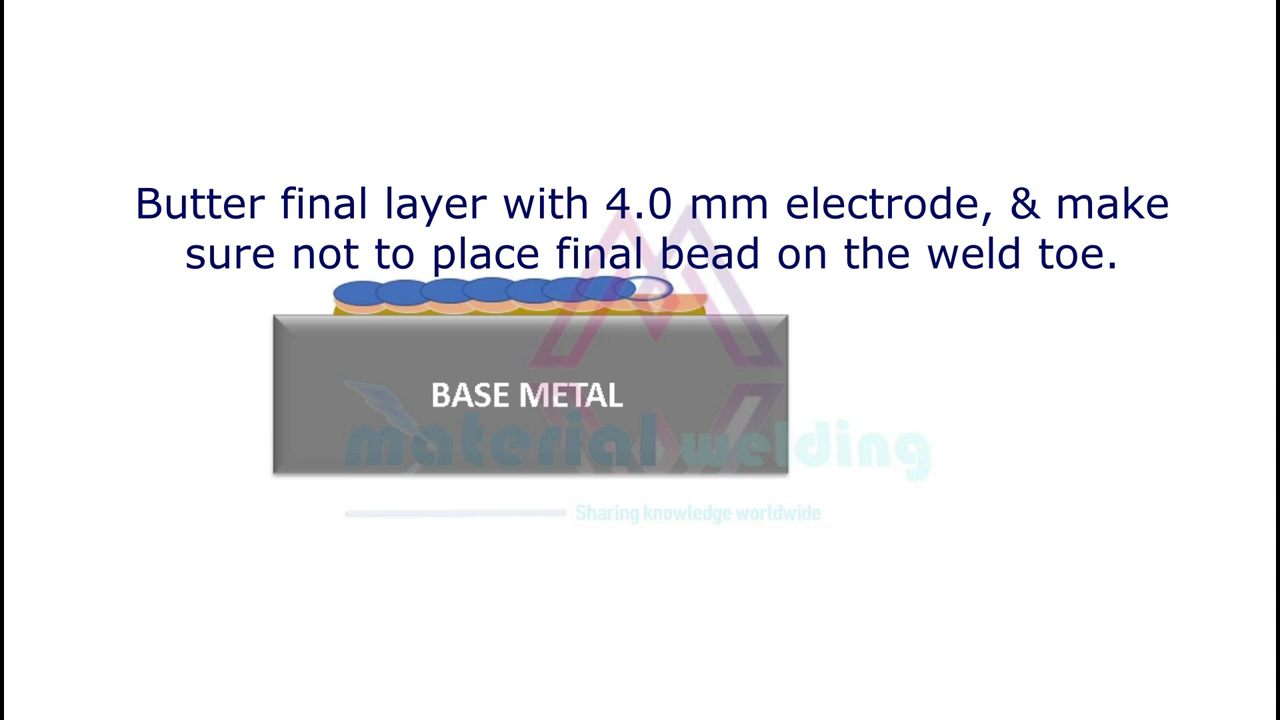 Butter final layer with 4.0 mm electrode, & make
sure not to place final bead on the weld toe.
BASE METAL
material welding
Sharing knowledge worldwide